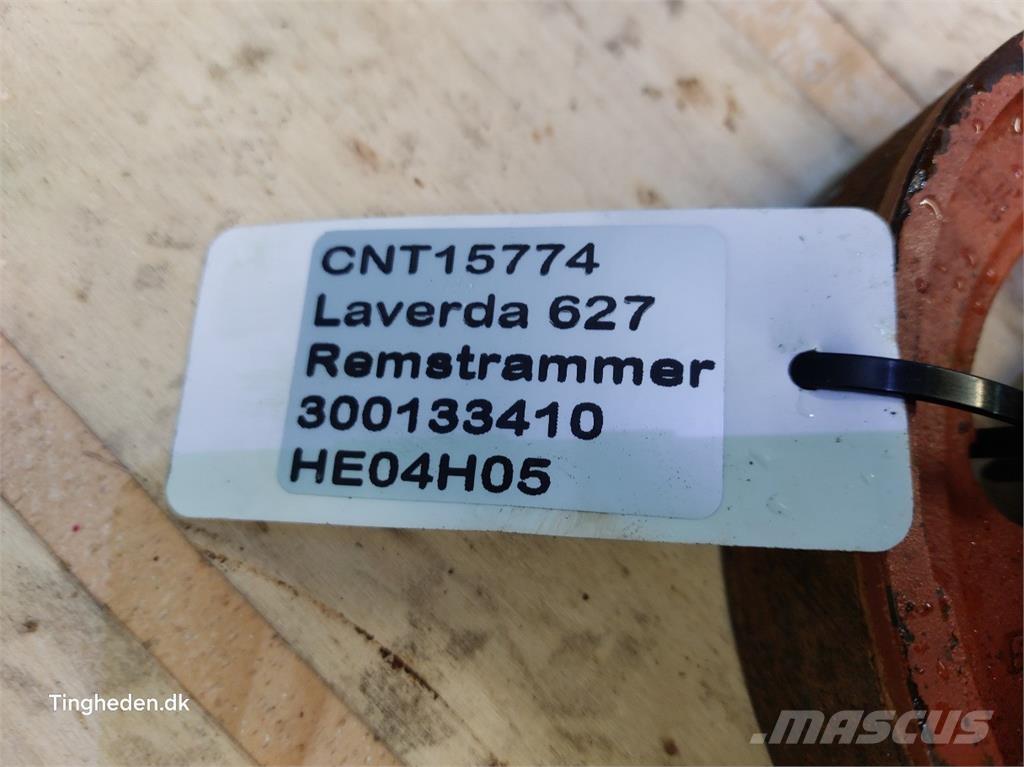 CNT15774
Laverda 627
Remstrammer
300133410
HE04H05
Tingheden.dk
MASCUS